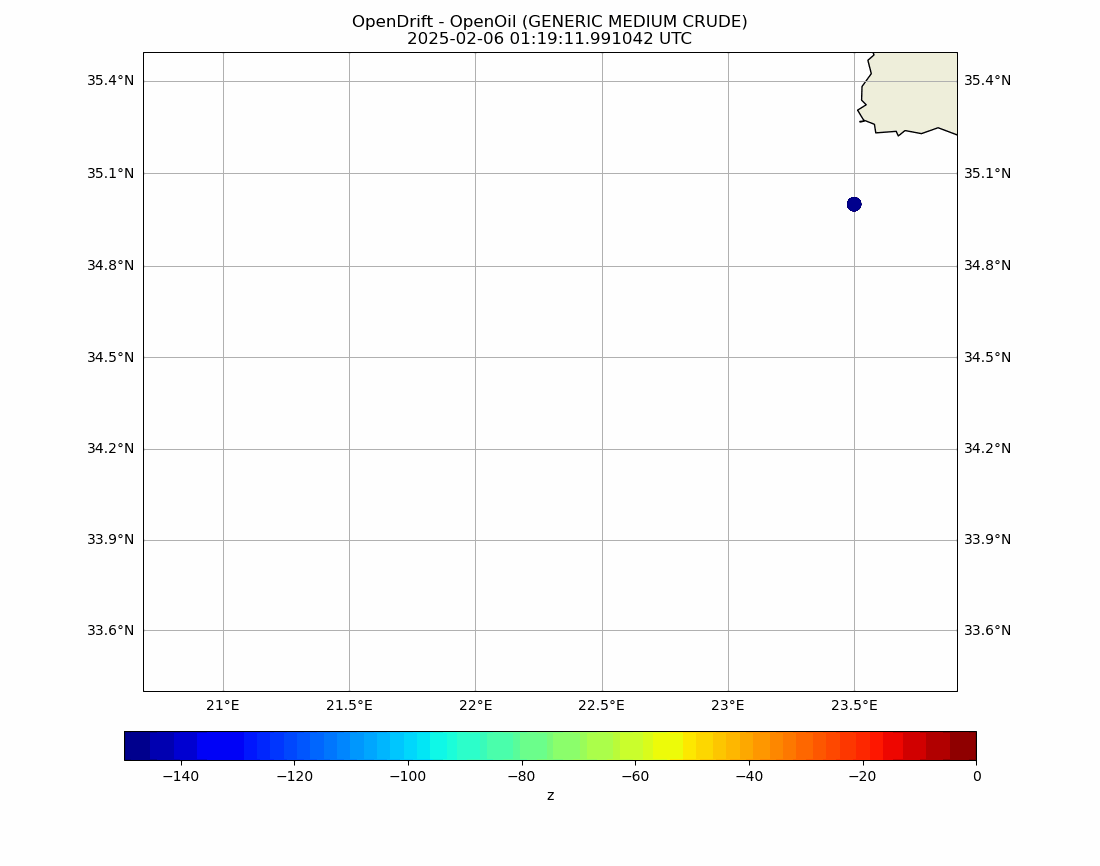 OpenDrift - OpenOil (GENERIC MEDIUM CRUDE)
2025-02-06 01:19:11.991042 UTC
35.4°N 35.4°N
35.1°N 35.1°N
34.8°N 34.8°N
34.5°N 34.5°N
34.2°N 34.2°N
33.9°N 33.9°N
33.6°N 33.6°N
21°E 21.5°E 22°E 22.5°E 23°E 23.5°E
−140 −120 −100 −80 −60 −40 −20 0
z